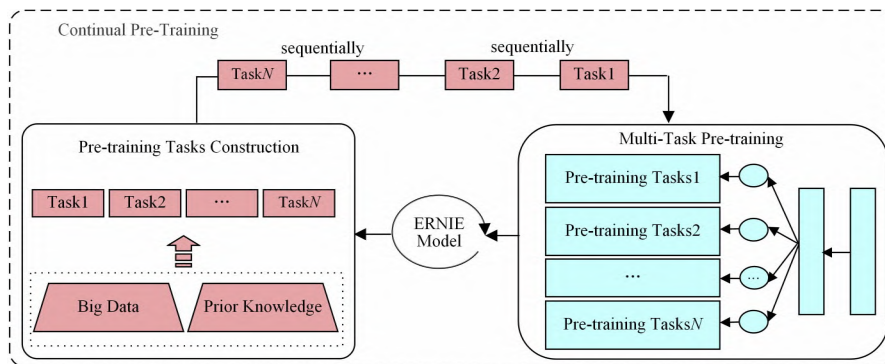 Continual Pre-Training
sequentially
sequentially
TaskN
...
Task2
Task1
Pre-training Tasks Construction
Task1
Task2
...
TaskN
Big Data
Prior Knowledge
ERNIE
Model
Multi-Task Pre-training
Pre-training Tasks1
Pre-training Tasks2
...
...
Pre-training TasksN